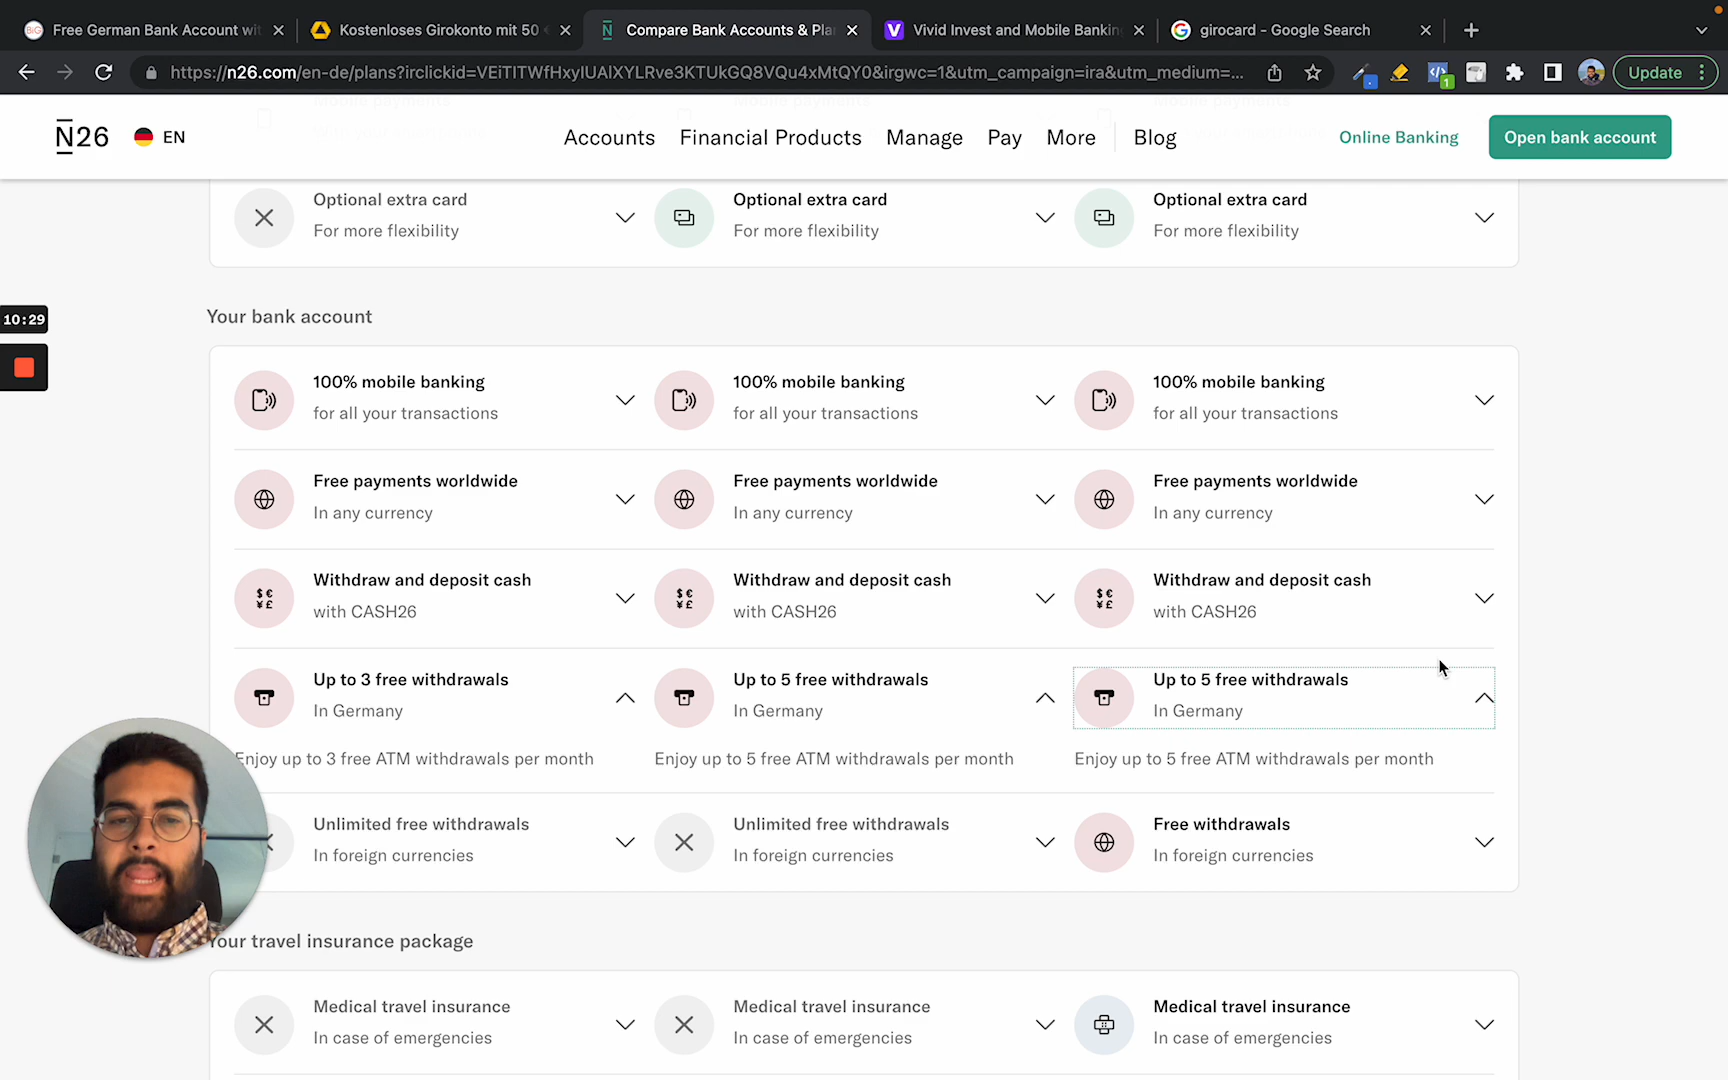 Free German Bank Account wit
Kostenloses Girokonto mit 50 €
Compare Bank Accounts & Pla
Vivid Invest and Mobile Banking
girocard - Google Search
https://n26.com/en-de/plans?irclickid=VEiTITWfHxyIUAlXYLRve3KTUkGQ8VQu4xMtQY0&irgwc=1&utm_campaign=ira&utm_medium=...
1
Update
Mobile payments
Mobile payments
Mobile payments
N26
EN
Accounts
Financial Products
Manage
Pay
More
Blog
Online Banking
Open bank account
Optional extra card
For more flexibility
Optional extra card
For more flexibility
Optional extra card
For more flexibility
10:29
Your bank account
100% mobile banking
for all your transactions
100% mobile banking
for all your transactions
100% mobile banking
for all your transactions
Free payments worldwide
In any currency
Free payments worldwide
In any currency
Free payments worldwide
In any currency
$ €
¥ £
Withdraw and deposit cash
with CASH26
$ €
¥ £
Withdraw and deposit cash
with CASH26
$ €
¥ £
Withdraw and deposit cash
with CASH26
Up to 3 free withdrawals
In Germany
Enjoy up to 3 free ATM withdrawals per month
Up to 5 free withdrawals
In Germany
Enjoy up to 5 free ATM withdrawals per month
Up to 5 free withdrawals
In Germany
Enjoy up to 5 free ATM withdrawals per month
Unlimited free withdrawals
In foreign currencies
Unlimited free withdrawals
In foreign currencies
Free withdrawals
In foreign currencies
Your travel insurance package
Medical travel insurance
In case of emergencies
Medical travel insurance
In case of emergencies
Medical travel insurance
In case of emergencies